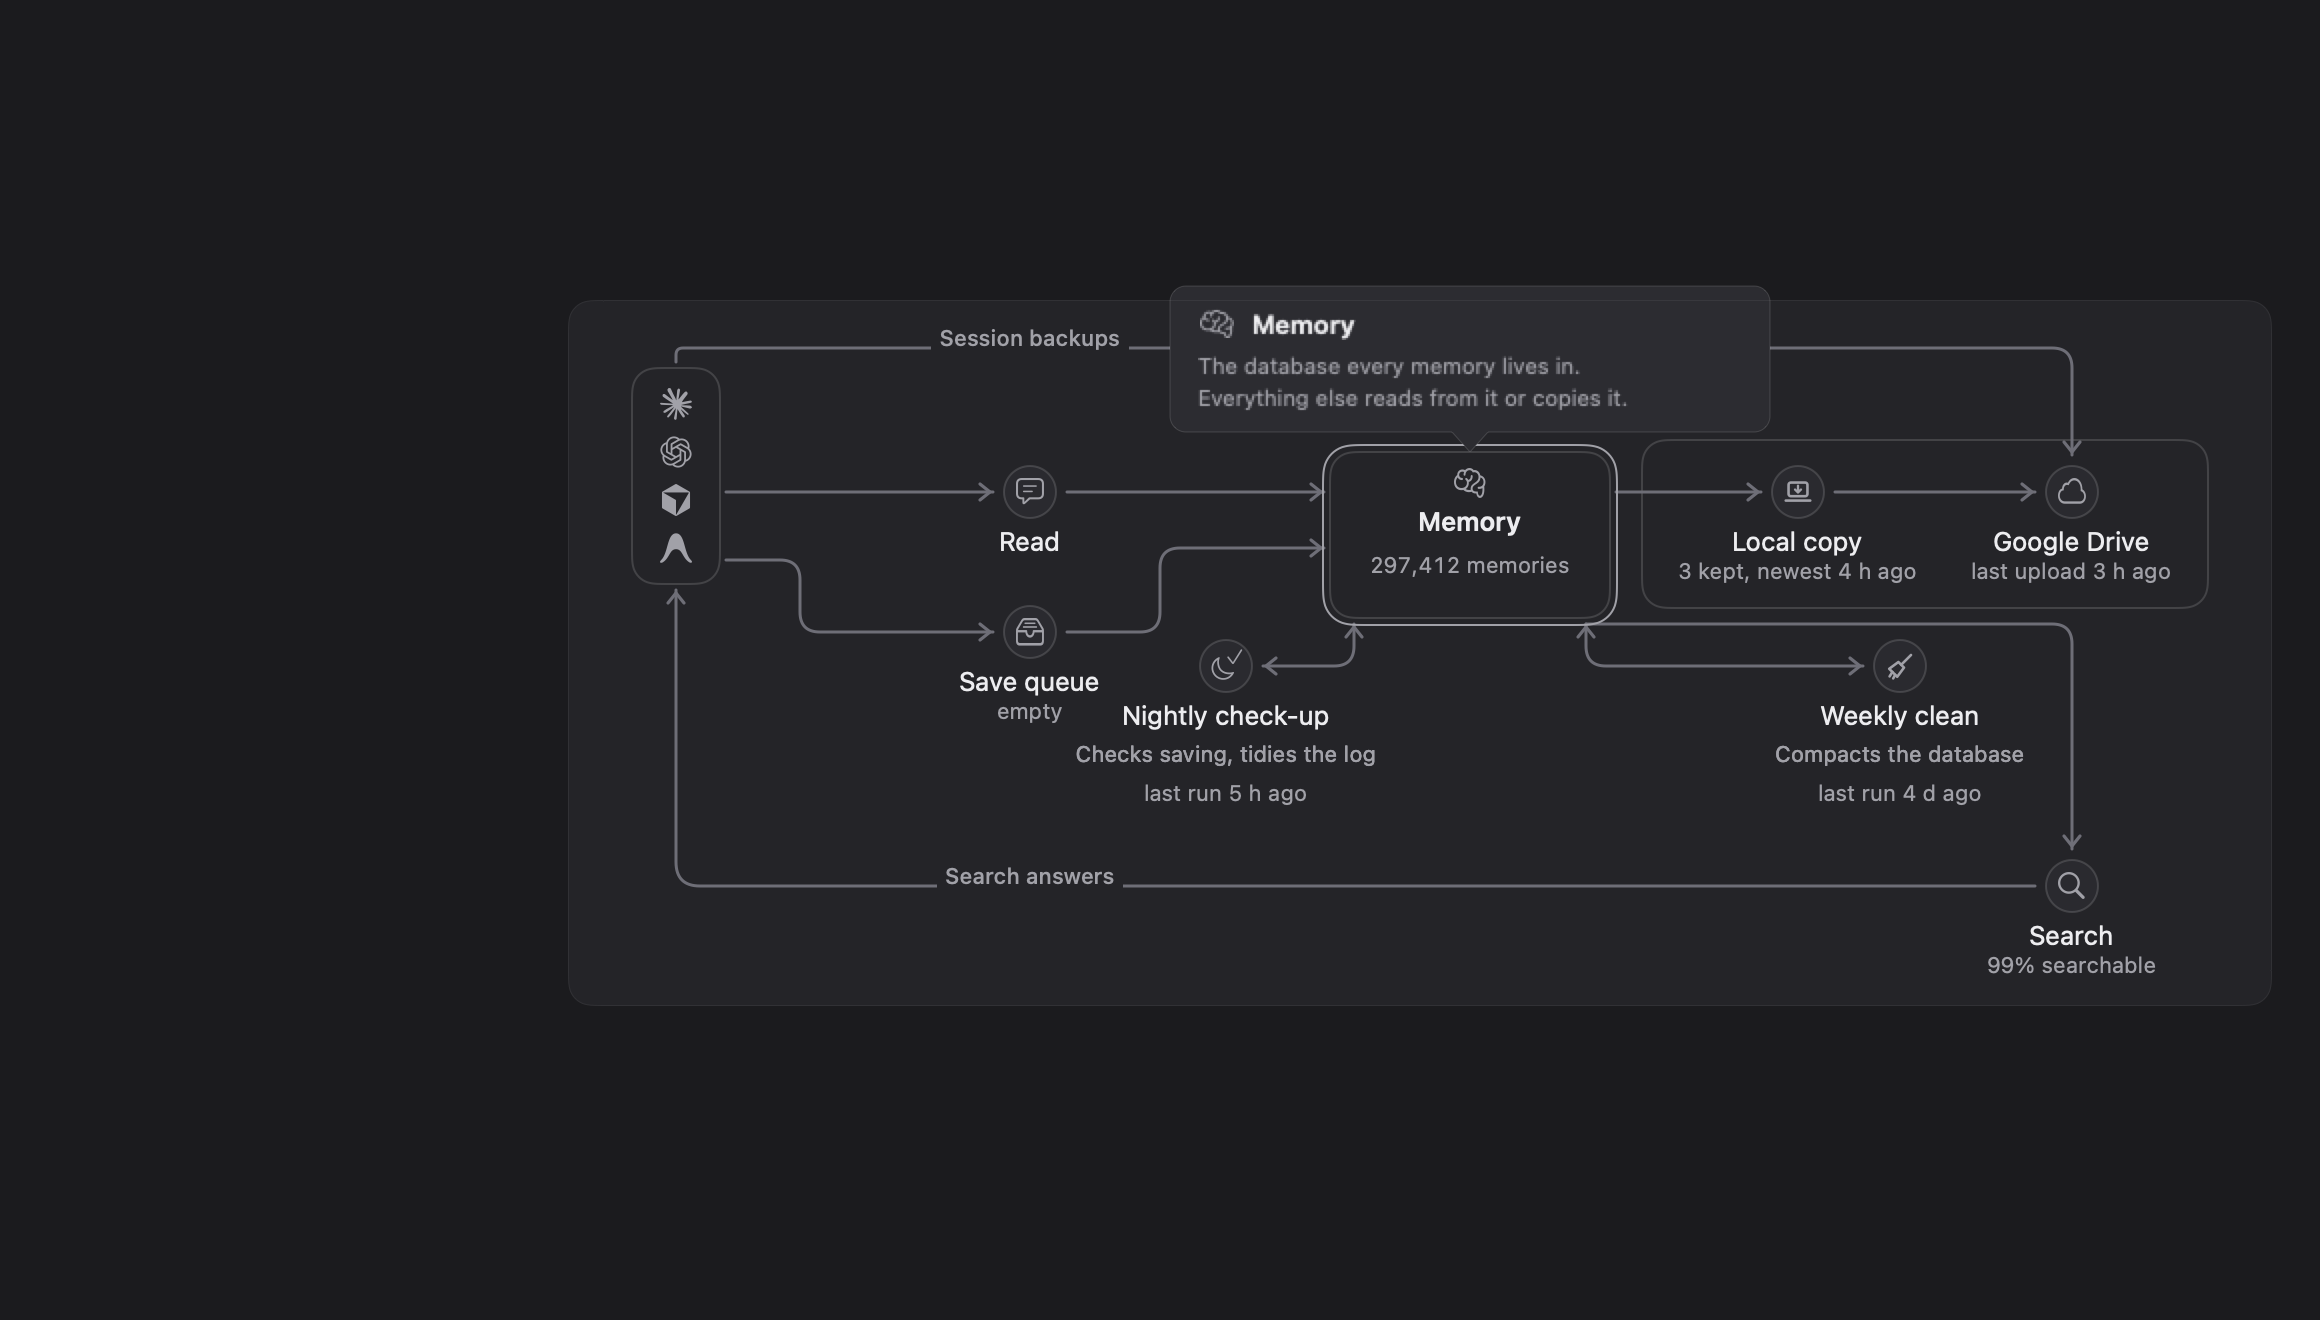 Session backups
Memory
The database every memory lives in.
Everything else reads from it or copies it.
Read
Memory
297,412 memories
Local copy
3 kept, newest 4 h ago
Google Drive
last upload 3 h ago
Save queue
empty
Nightly check-up
Checks saving, tidies the log
last run 5 h ago
Weekly clean
Compacts the database
last run 4 d ago
Search answers
Search
99% searchable